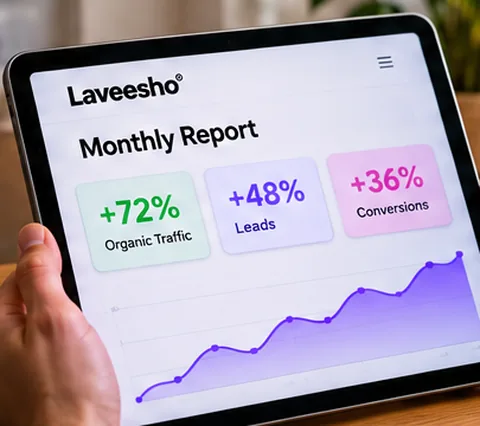 Laveesho®
Monthly Report
+72%
Organic Traffic
+48%
Leads
+36%
Conversions